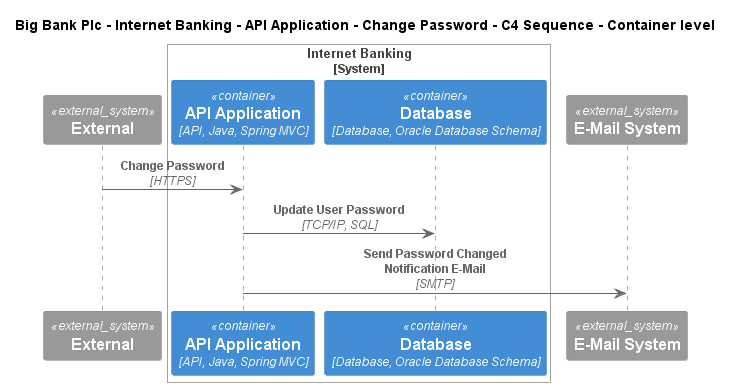 Big Bank Plc - Internet Banking - API Application - Change Password - C4 Sequence - Container level
Internet Banking
[System]
«external_system»
External
«container»
API Application
[API, Java, Spring MVC]
«container»
Database
[Database, Oracle Database Schema]
«external_system»
E-Mail System
Change Password
[HTTPS]
Update User Password
[TCP/IP, SQL]
Send Password Changed
Notification E-Mail
[SMTP]
«external_system»
External
«container»
API Application
[API, Java, Spring MVC]
«container»
Database
[Database, Oracle Database Schema]
«external_system»
E-Mail System